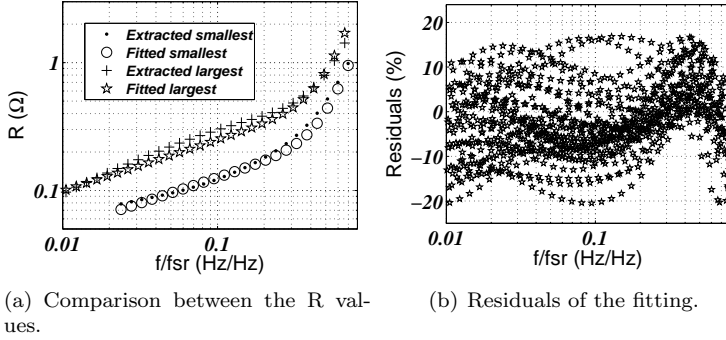 Extracted smallest
Fitted smallest
Extracted largest
Fitted largest
R (Ω)
1
0.1
0.01
0.1
f/fsr (Hz/Hz)
(a) Comparison between the R val-
ues.
Residuals (%)
20
10
0
−10
−20
0.01
0.1
f/fsr (Hz/Hz)
(b) Residuals of the fitting.